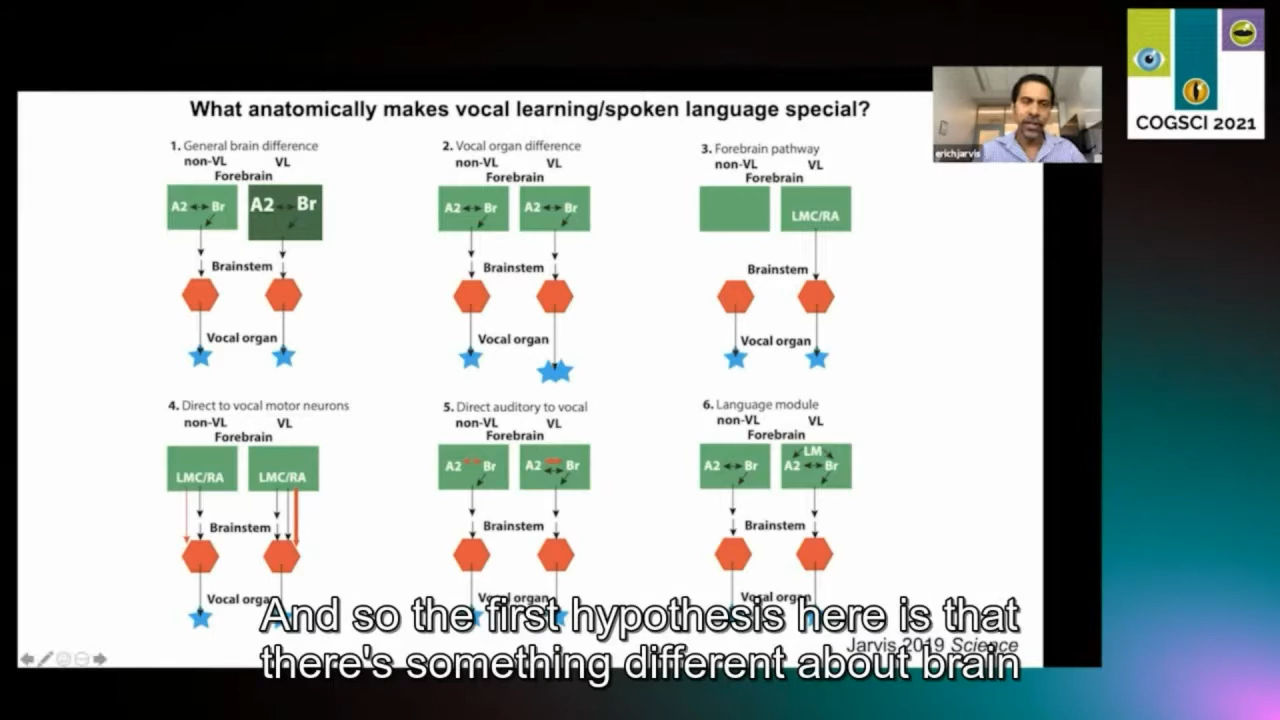 What anatomically makes vocal learning/spoken language special?
erichjarvis
COGSCI 2021
1. General brain difference
non-VL VL
Forebrain
A2 Br A2 Br
Brainstem
Vocal organ
2. Vocal organ difference
non-VL VL
Forebrain
A2 Br A2 Br
Brainstem
Vocal organ
3. Forebrain pathway
non-VL VL
Forebrain
LMC/RA
Brainstem
Vocal organ
4. Direct to vocal motor neurons
non-VL VL
Forebrain
LMC/RA LMC/RA
Brainstem
Vocal organ
5. Direct auditory to vocal
non-VL VL
Forebrain
A2 Br A2 Br
Brainstem
Vocal organ
6. Language module
non-VL VL
Forebrain
LM
A2 Br A2 Br
Brainstem
Vocal organ
Jarvis 2019 Science
And so the first hypothesis here is that
there's something different about brain